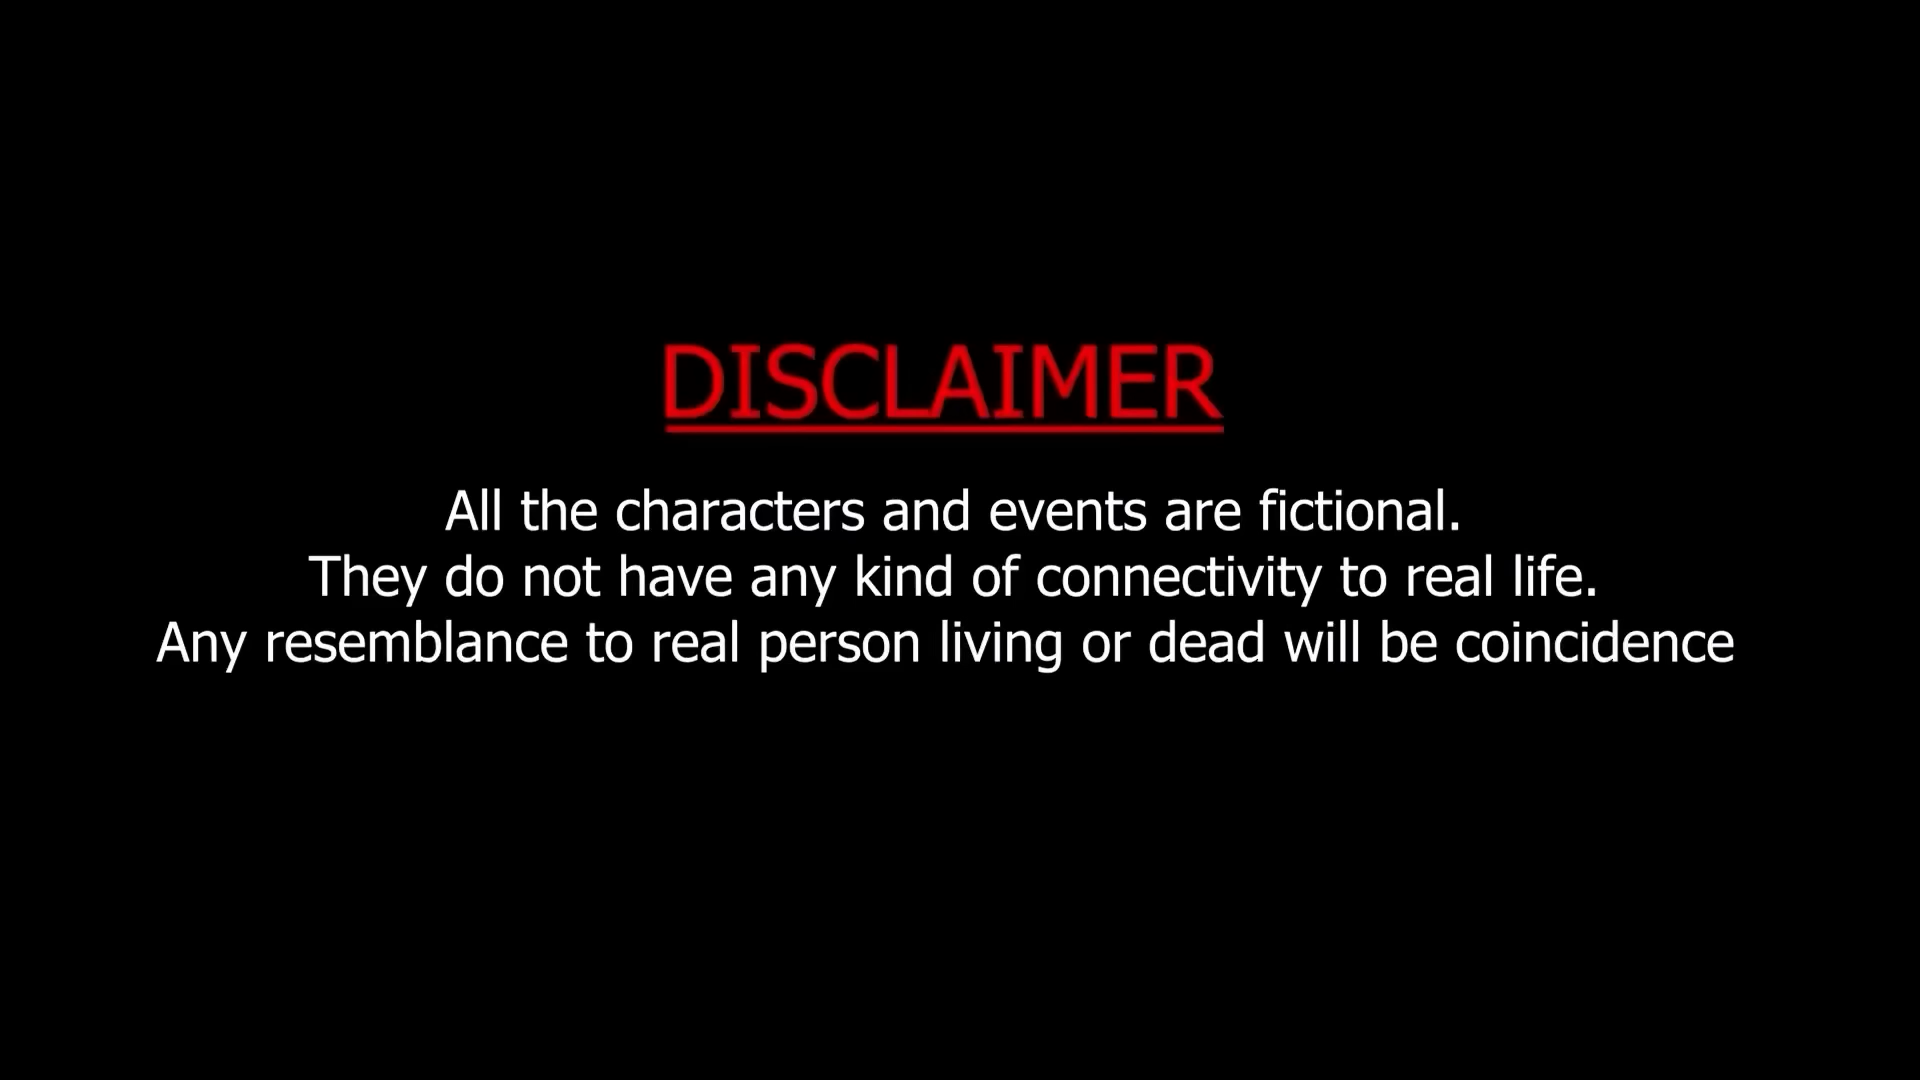 DISCLAIMER
All the characters and events are fictional.
They do not have any kind of connectivity to real life.
Any resemblance to real person living or dead will be coincidence